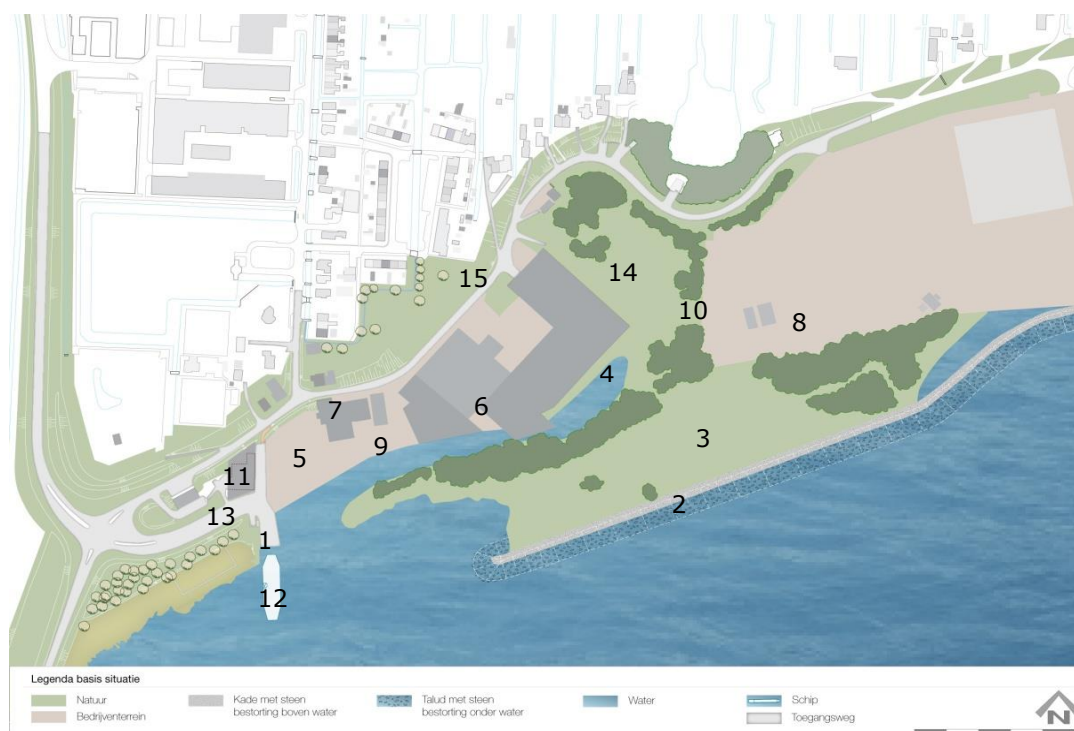 15
14
10
8
4
7
6
3
5
9
11
2
13
1
12
Legenda basis situatie
Natuur
Bedrijventerrein
Kade met steen
bestorting boven water
Talud met steen
bestorting onder water
Water
Schip
Toegangsweg
N